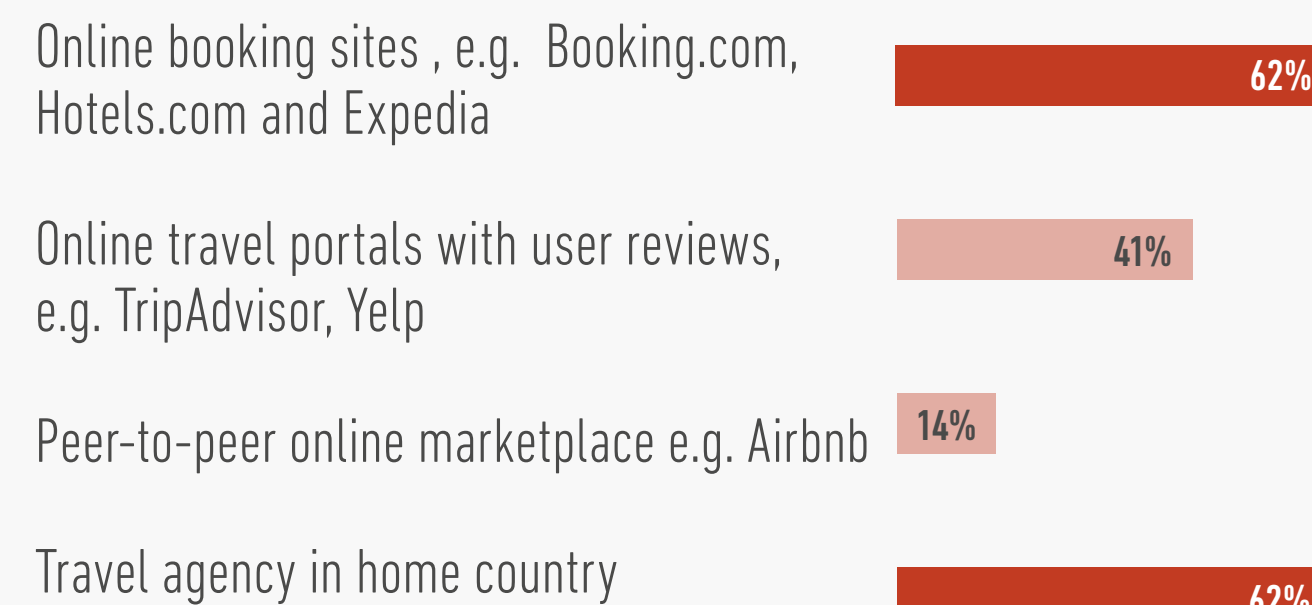 Online booking sites , e.g.  Booking.com,
62%
Hotels.com and Expedia
Online travel portals with user reviews,
41%
e.g. TripAdvisor, Yelp
Peer-to-peer online marketplace e.g. Airbnb
14%
Travel agency in home country
62%